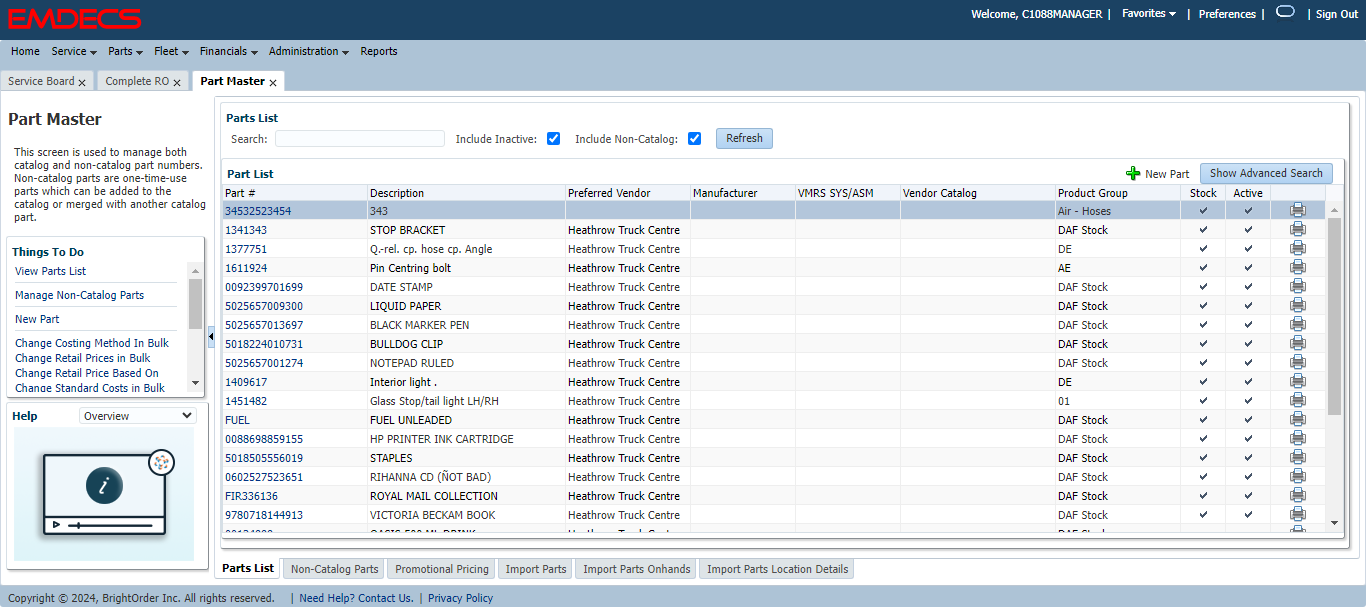 EMDECS
Welcome, C1088MANAGER | Favorites | Preferences | | Sign Out
Home Service Parts Fleet Financials Administration Reports
Service Board x Complete RO x Part Master x
Part Master
This screen is used to manage both
catalog and non-catalog part numbers.
Non-catalog parts are one-time-use
parts which can be added to the
catalog or merged with another catalog
part.
Things To Do
View Parts List
Manage Non-Catalog Parts
New Part
Change Costing Method In Bulk
Change Retail Prices in Bulk
Change Retail Price Based On
Change Standard Costs in Bulk
Help Overview
i
Parts List
Search: Include Inactive: Include Non-Catalog: Refresh
Part List New Part Show Advanced Search
Part # Description Preferred Vendor Manufacturer VMRS SYS/ASM Vendor Catalog Product Group Stock Active
34532523454 343 Air - Hoses
1341343 STOP BRACKET Heathrow Truck Centre DAF Stock
1377751 Q.-rel. cp. hose cp. Angle Heathrow Truck Centre DE
1611924 Pin Centring bolt Heathrow Truck Centre AE
0092399701699 DATE STAMP Heathrow Truck Centre DAF Stock
5025657009300 LIQUID PAPER Heathrow Truck Centre DAF Stock
5025657013697 BLACK MARKER PEN Heathrow Truck Centre DAF Stock
5018224010731 BULLDOG CLIP Heathrow Truck Centre DAF Stock
5025657001274 NOTEPAD RULED Heathrow Truck Centre DAF Stock
1409617 Interior light . Heathrow Truck Centre DE
1451482 Glass Stop/tail light LH/RH Heathrow Truck Centre 01
FUEL FUEL UNLEADED Heathrow Truck Centre DAF Stock
0088698859155 HP PRINTER INK CARTRIDGE Heathrow Truck Centre DAF Stock
5018505556019 STAPLES Heathrow Truck Centre DAF Stock
0602527523651 RIHANNA CD (ÑOT BAD) Heathrow Truck Centre DAF Stock
FIR336136 ROYAL MAIL COLLECTION Heathrow Truck Centre DAF Stock
9780718144913 VICTORIA BECKAM BOOK Heathrow Truck Centre DAF Stock
Parts List Non-Catalog Parts Promotional Pricing Import Parts Import Parts Onhands Import Parts Location Details
Copyright © 2024, BrightOrder Inc. All rights reserved. | Need Help? Contact Us. | Privacy Policy